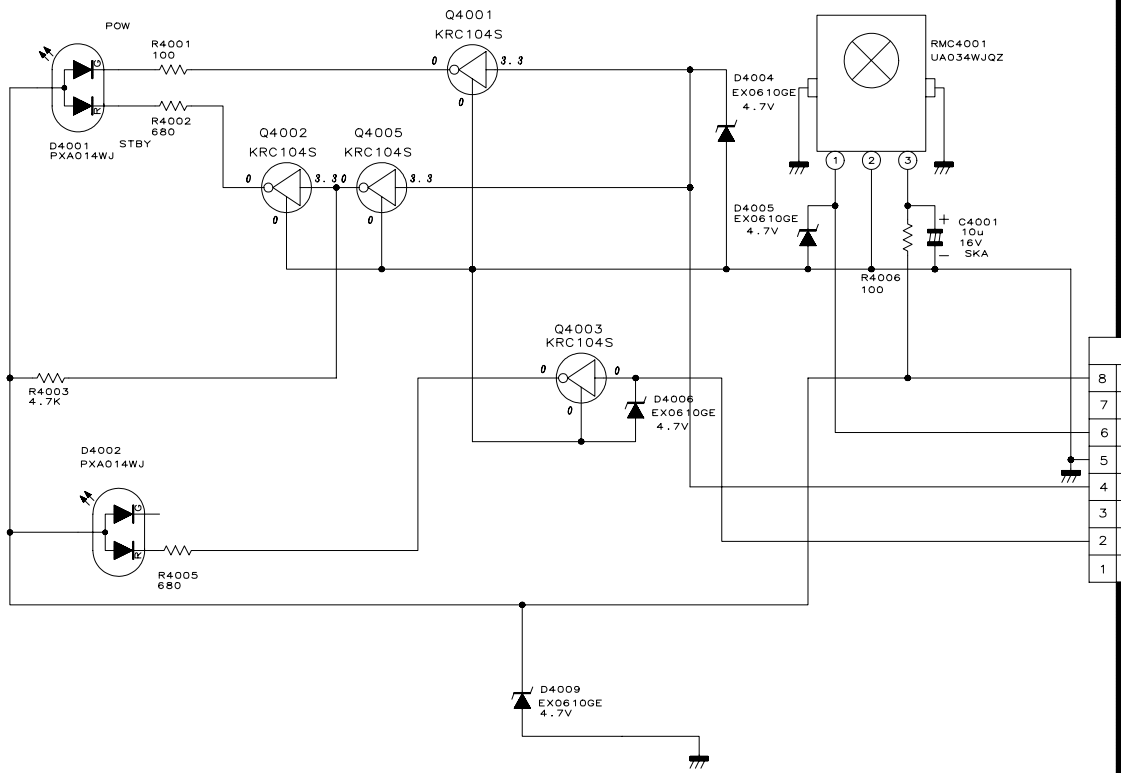 POW
R4001
100
G
R
R4002
680
D4001
PXA014WJ
STBY
Q4001
KRC104S
0
3.3
0
Q4002
KRC104S
0
3.3
0
Q4005
KRC104S
0
3.3
0
D4004
EX0610GE
4.7V
RMC4001
UA034WJQZ
1
2
3
D4005
EX0610GE
4.7V
+
C4001
10u
16V
SKA
−
R4006
100
Q4003
KRC104S
0
0
0
D4006
EX0610GE
4.7V
R4003
4.7K
D4002
PXA014WJ
G
R
R4005
680
8
7
6
5
4
3
2
1
D4009
EX0610GE
4.7V